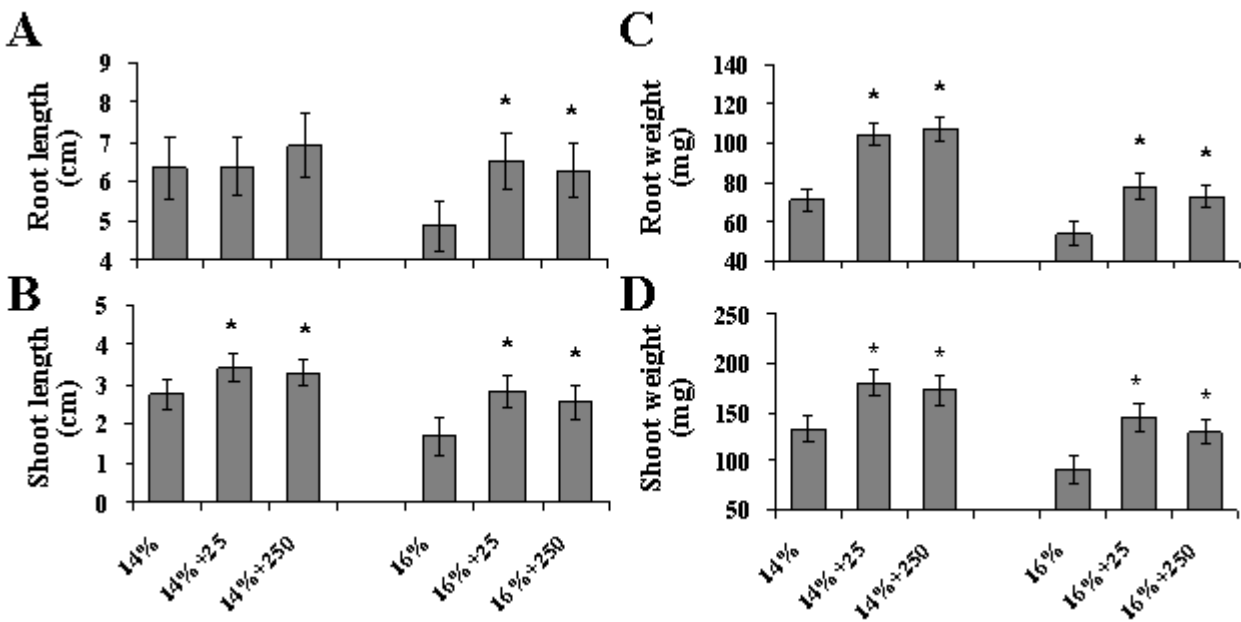 A
Root length
(cm)
9
8
7
6
5
4
* *
B
Shoot length
(cm)
5
4
3
2
1
0
* * * *
14%
14%+25
14%+250
16%
16%+25
16%+250
C
Root weight
(mg)
140
120
100
80
60
40
* * * *
D
Shoot weight
(mg)
250
200
150
100
50
* * * *
14%
14%+25
14%+250
16%
16%+25
16%+250